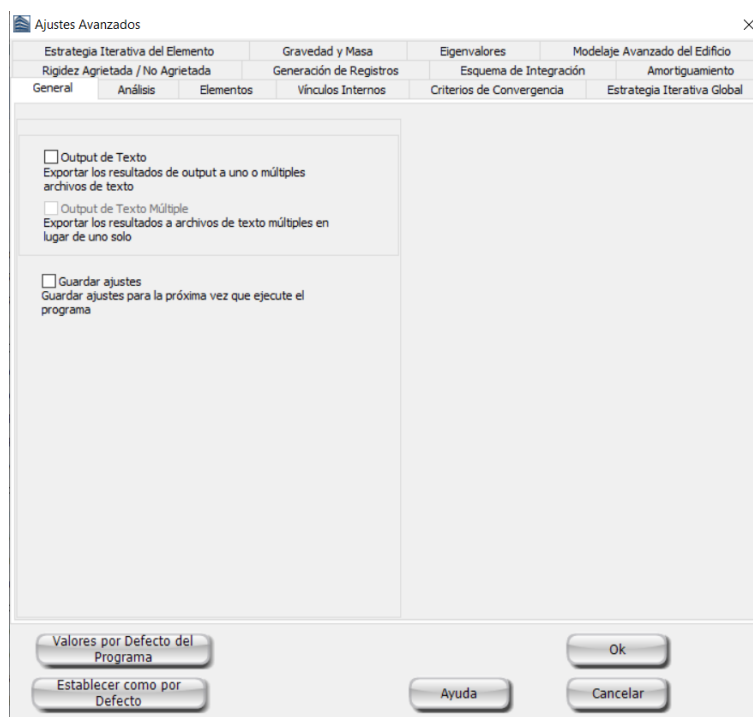 Ajustes Avanzados
Estrategia Iterativa del Elemento
Gravedad y Masa
Eigenvalores
Modelaje Avanzado del Edificio
Rigidez Agrietada / No Agrietada
Generación de Registros
Esquema de Integración
Amortiguamiento
General
Análisis
Elementos
Vínculos Internos
Criterios de Convergencia
Estrategia Iterativa Global
Output de Texto
Exportar los resultados de output a uno o múltiples
archivos de texto
Output de Texto Múltiple
Exportar los resultados a archivos de texto múltiples en
lugar de uno solo
Guardar ajustes
Guardar ajustes para la próxima vez que ejecute el
programa
Valores por Defecto del
Programa
Ok
Establecer como por
Defecto
Ayuda
Cancelar